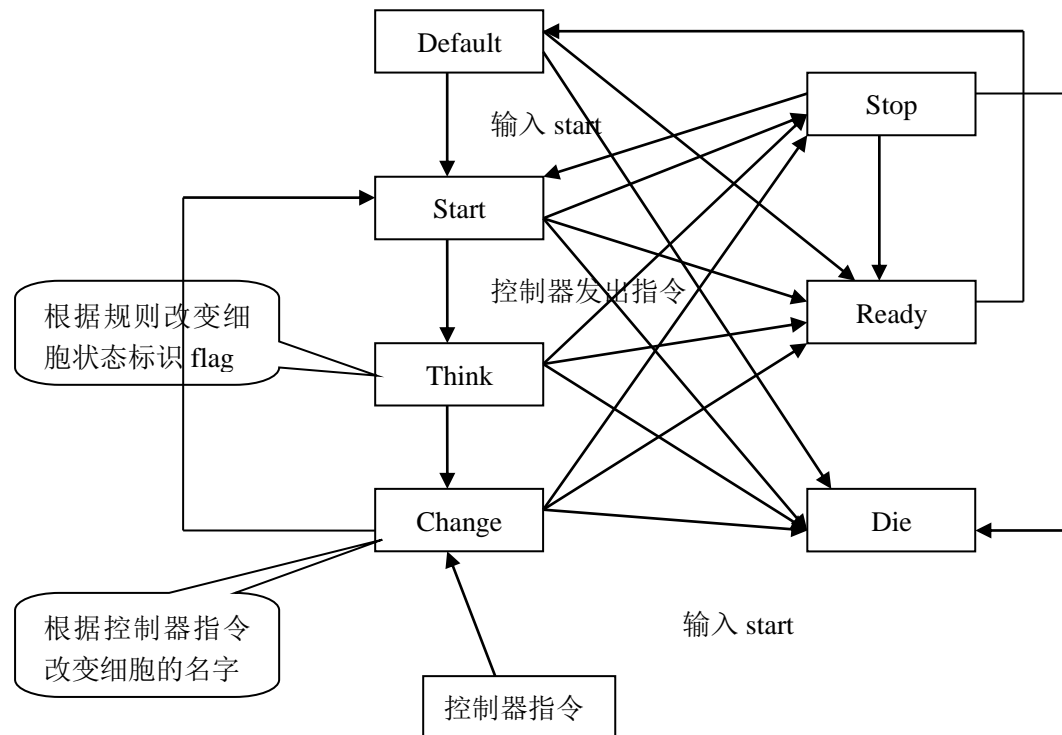 Default
Stop
输入 start
Start
控制器发出指令
Ready
根据规则改变细
胞状态标识 flag
Think
Change
Die
根据控制器指令
改变细胞的名字
输入 start
控制器指令